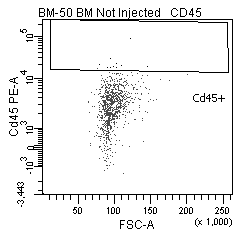 BM-50 BM Not Injected CD45
10^5
10^4
Cd45+
10^3
-10^3
-3,443
Cd45 PE-A
50 100 150 200 250
FSC-A
(x 1,000)